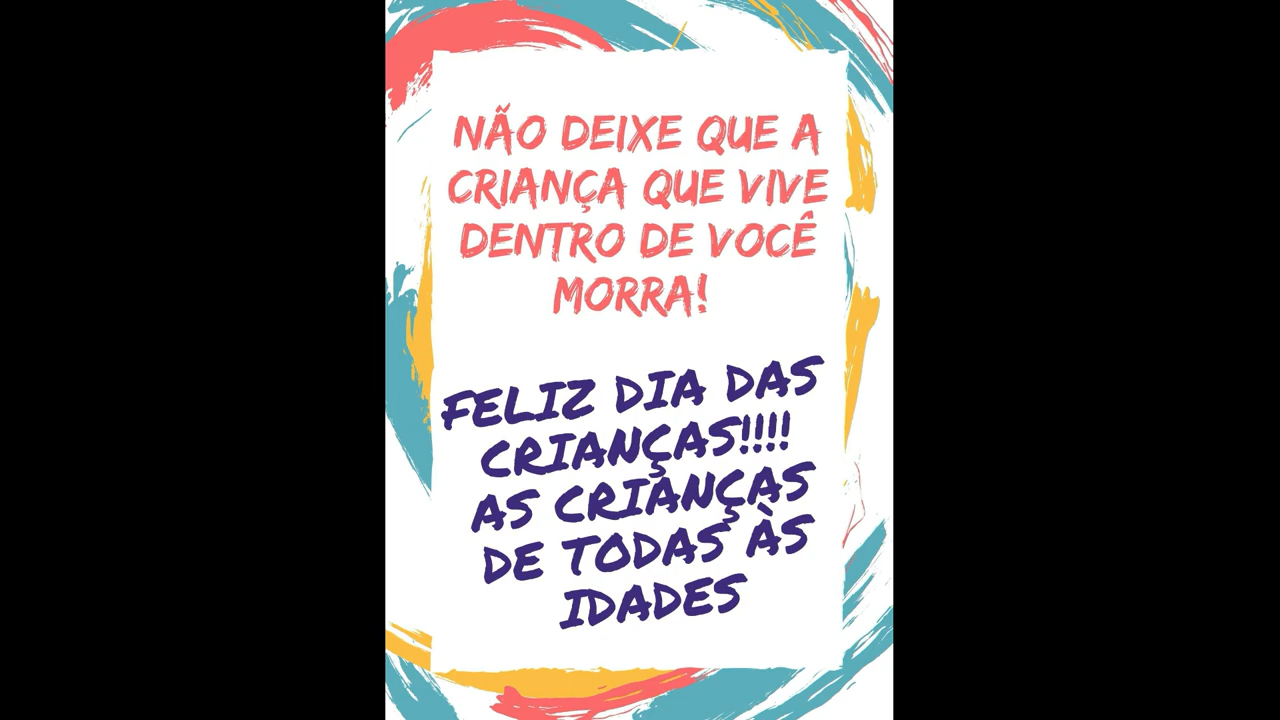 NÃO DEIXE QUE A
CRIANÇA QUE VIVE
DENTRO DE VOCÊ
MORRA!
FELIZ DIA DAS
CRIANÇAS!!!!
AS CRIANÇAS
DE TODAS ÀS
IDADES